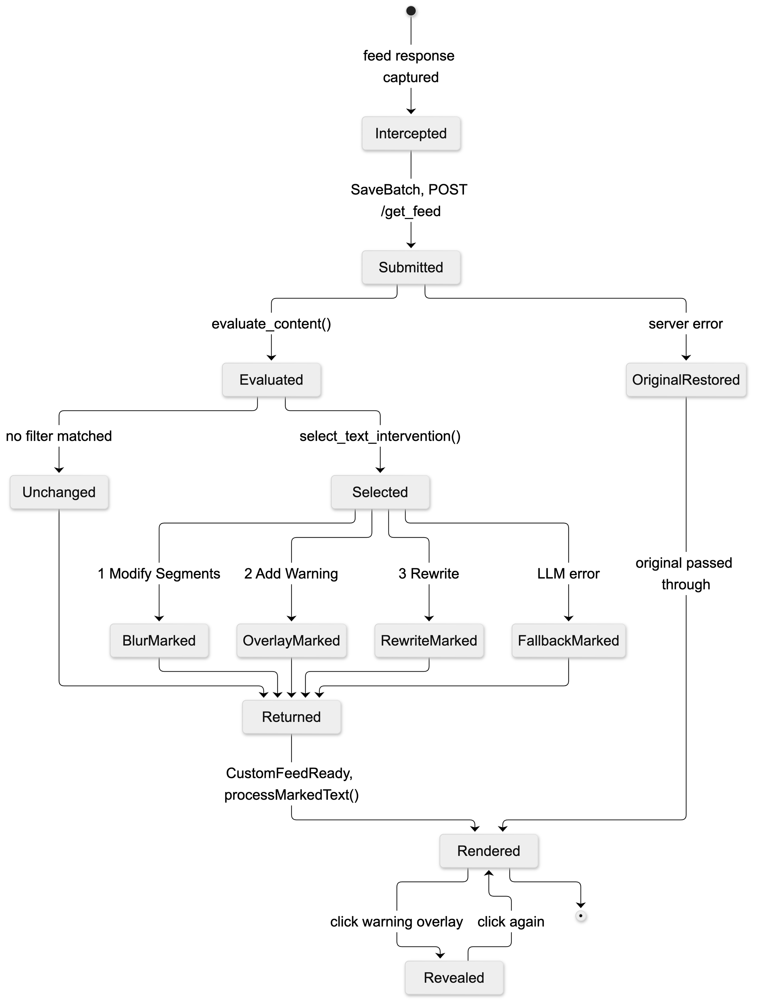 feed response
captured
Intercepted
SaveBatch, POST
/get_feed
Submitted
evaluate_content()
server error
Evaluated
OriginalRestored
no filter matched
select_text_intervention()
Unchanged
Selected
original passed
through
1 Modify Segments
2 Add Warning
3 Rewrite
LLM error
BlurMarked
OverlayMarked
RewriteMarked
FallbackMarked
Returned
CustomFeedReady,
processMarkedText()
Rendered
click warning overlay
click again
Revealed